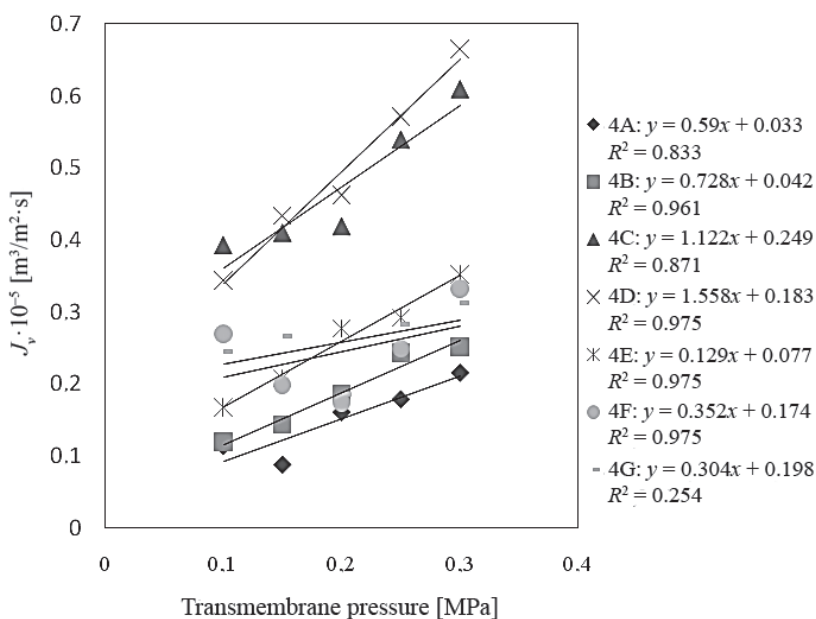 0.7
0.6
0.5
0.4
0.3
0.2
0.1
0
0
0.1
0.2
0.3
0.4
J_v·10⁻⁵ [m³/m²·s]
Transmembrane pressure [MPa]
4A: y = 0.59x + 0.033
R² = 0.833
4B: y = 0.728x + 0.042
R² = 0.961
4C: y = 1.122x + 0.249
R² = 0.871
4D: y = 1.558x + 0.183
R² = 0.975
4E: y = 0.129x + 0.077
R² = 0.975
4F: y = 0.352x + 0.174
R² = 0.975
4G: y = 0.304x + 0.198
R² = 0.254